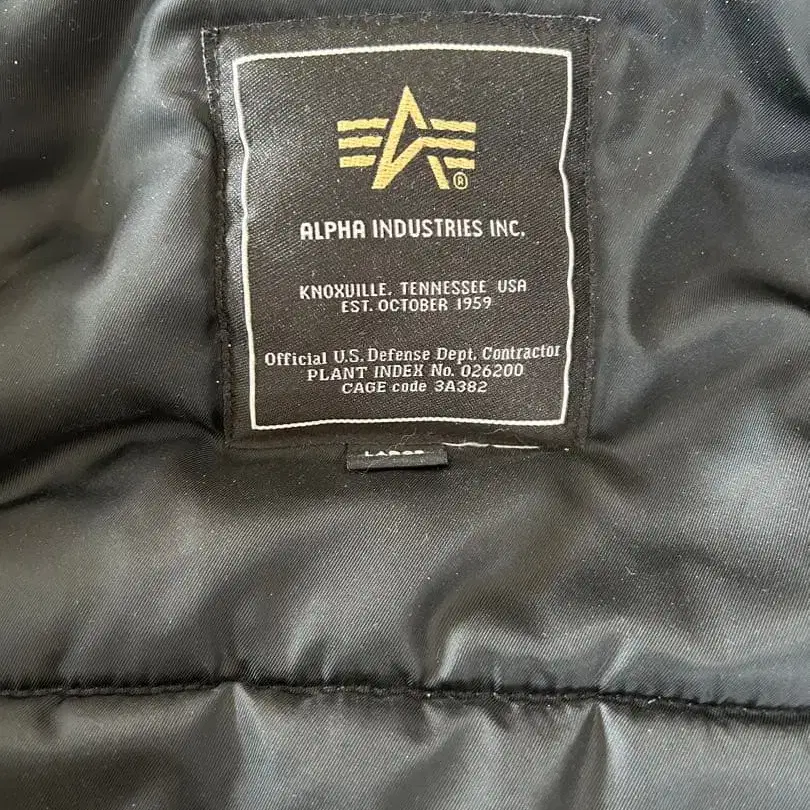 ®
ALPHA INDUSTRIES INC.
KNOXVILLE, TENNESSEE USA
EST. OCTOBER 1959
Official U.S. Defense Dept. Contractor
PLANT INDEX No. 026200
CAGE code 3A382
LARGE